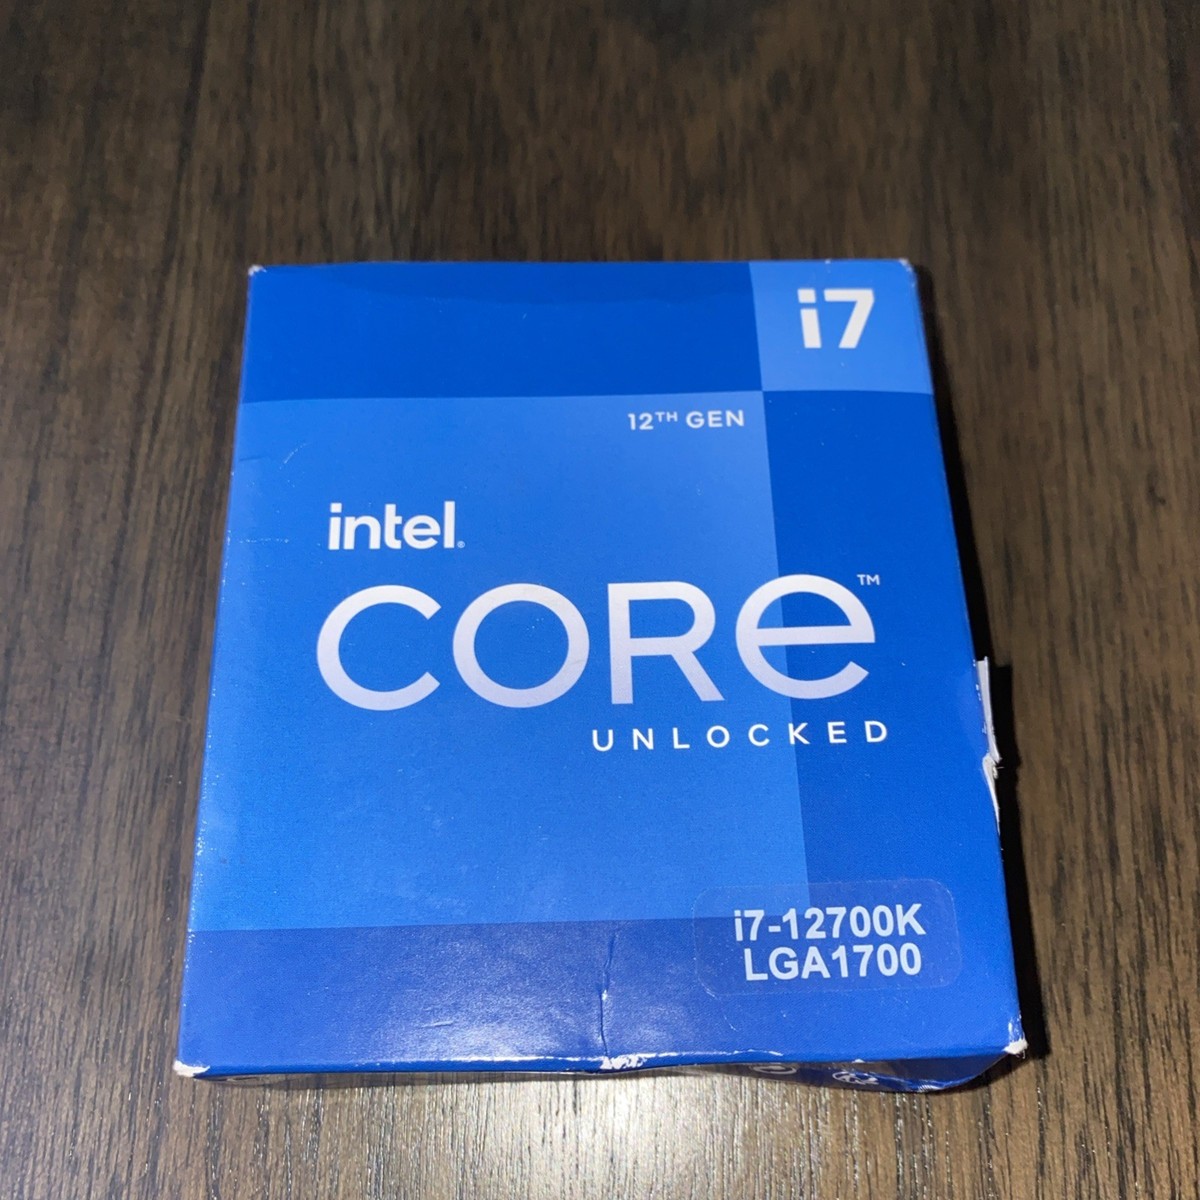 i7
12TH GEN
intel.
CORe™
UNLOCKED
i7-12700K
LGA1700